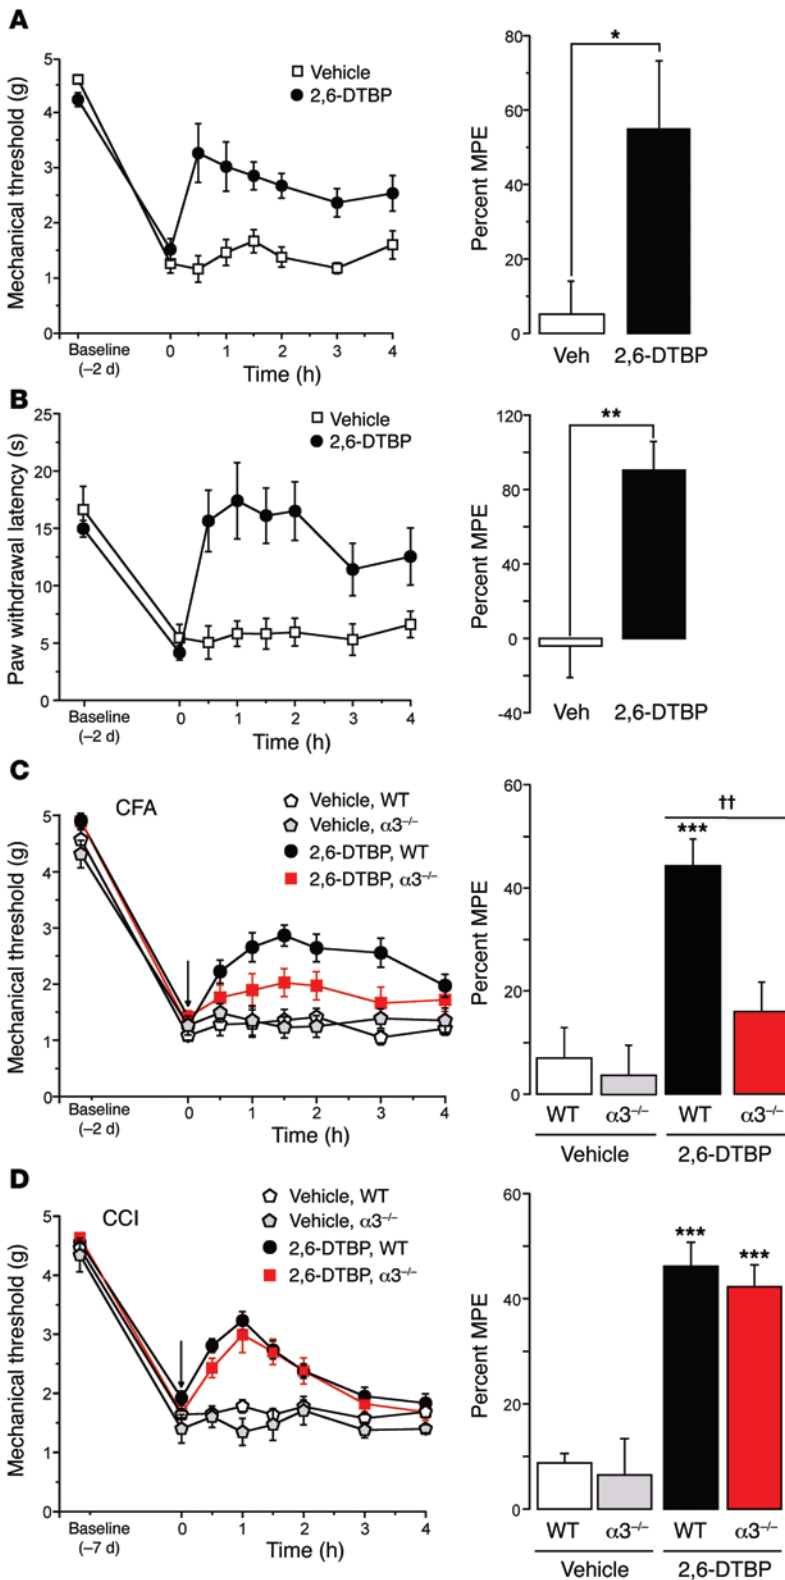 A
Mechanical threshold (g)
5
4
3
2
1
0
Vehicle
2,6-DTBP
Baseline
(–2 d)
0 1 2 3 4
Time (h)
Percent MPE
80
60
40
20
0
*
Veh 2,6-DTBP
B
Paw withdrawal latency (s)
25
20
15
10
5
0
Vehicle
2,6-DTBP
Baseline
(–2 d)
0 1 2 3 4
Time (h)
Percent MPE
120
80
40
0
-40
**
Veh 2,6-DTBP
C
CFA
Mechanical threshold (g)
5
4
3
2
1
0
Vehicle, WT
Vehicle, α3–/–
2,6-DTBP, WT
2,6-DTBP, α3–/–
Baseline
(–2 d)
0 1 2 3 4
Time (h)
Percent MPE
60
40
20
0
††
***
WT α3–/– WT α3–/–
Vehicle 2,6-DTBP
D
CCI
Mechanical threshold (g)
5
4
3
2
1
0
Vehicle, WT
Vehicle, α3–/–
2,6-DTBP, WT
2,6-DTBP, α3–/–
Baseline
(–7 d)
0 1 2 3 4
Time (h)
Percent MPE
60
40
20
0
*** ***
WT α3–/– WT α3–/–
Vehicle 2,6-DTBP